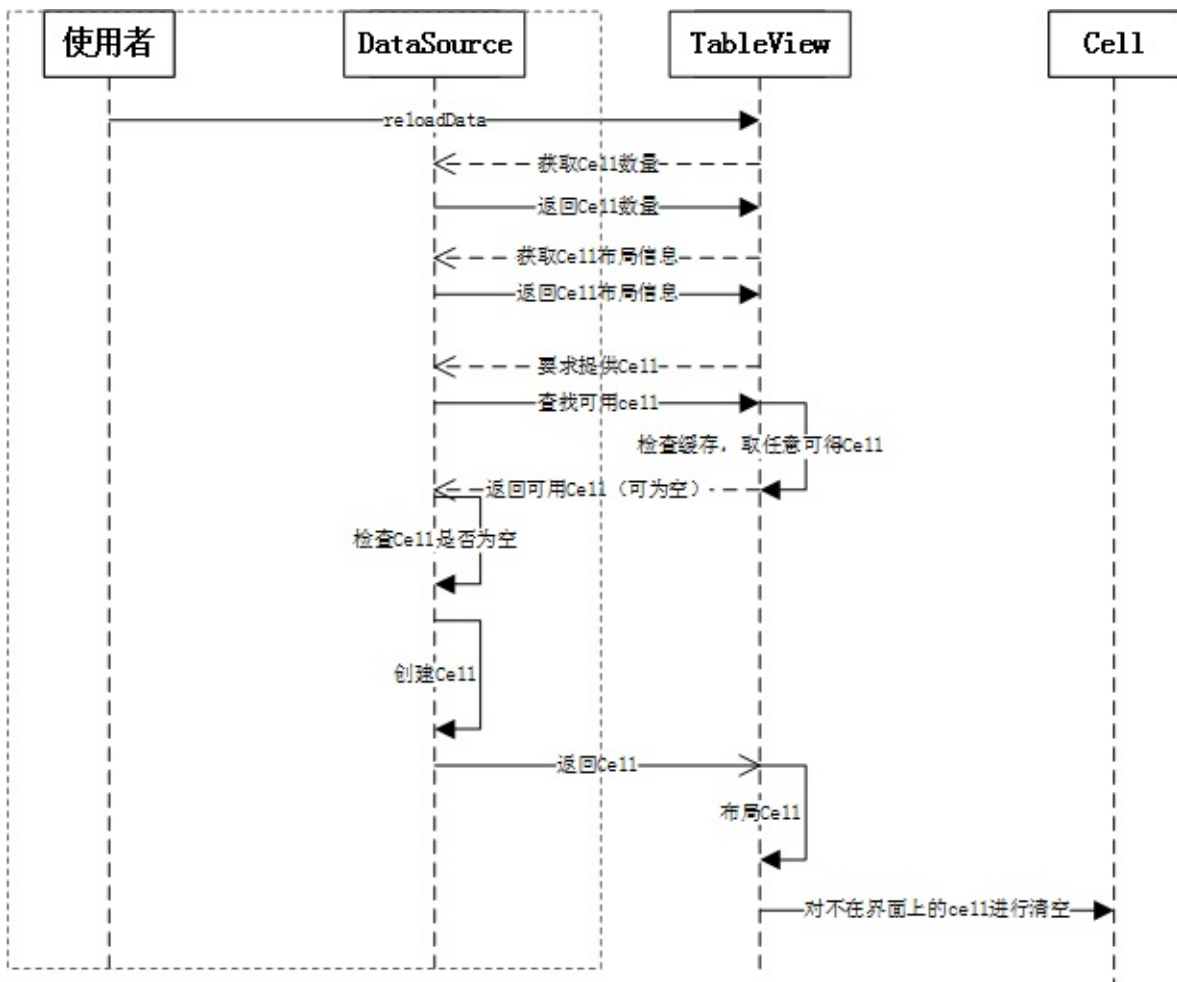 使用者
DataSource
TableView
Cell
reloadData
获取Cell数量
返回Cell数量
获取Cell布局信息
返回Cell布局信息
要求提供Cell
查找可用cell
检查缓存，取任意可得Cell
返回可用Cell（可为空）
检查Cell是否为空
创建Cell
返回Cell
布局Cell
对不在界面上的cell进行清空